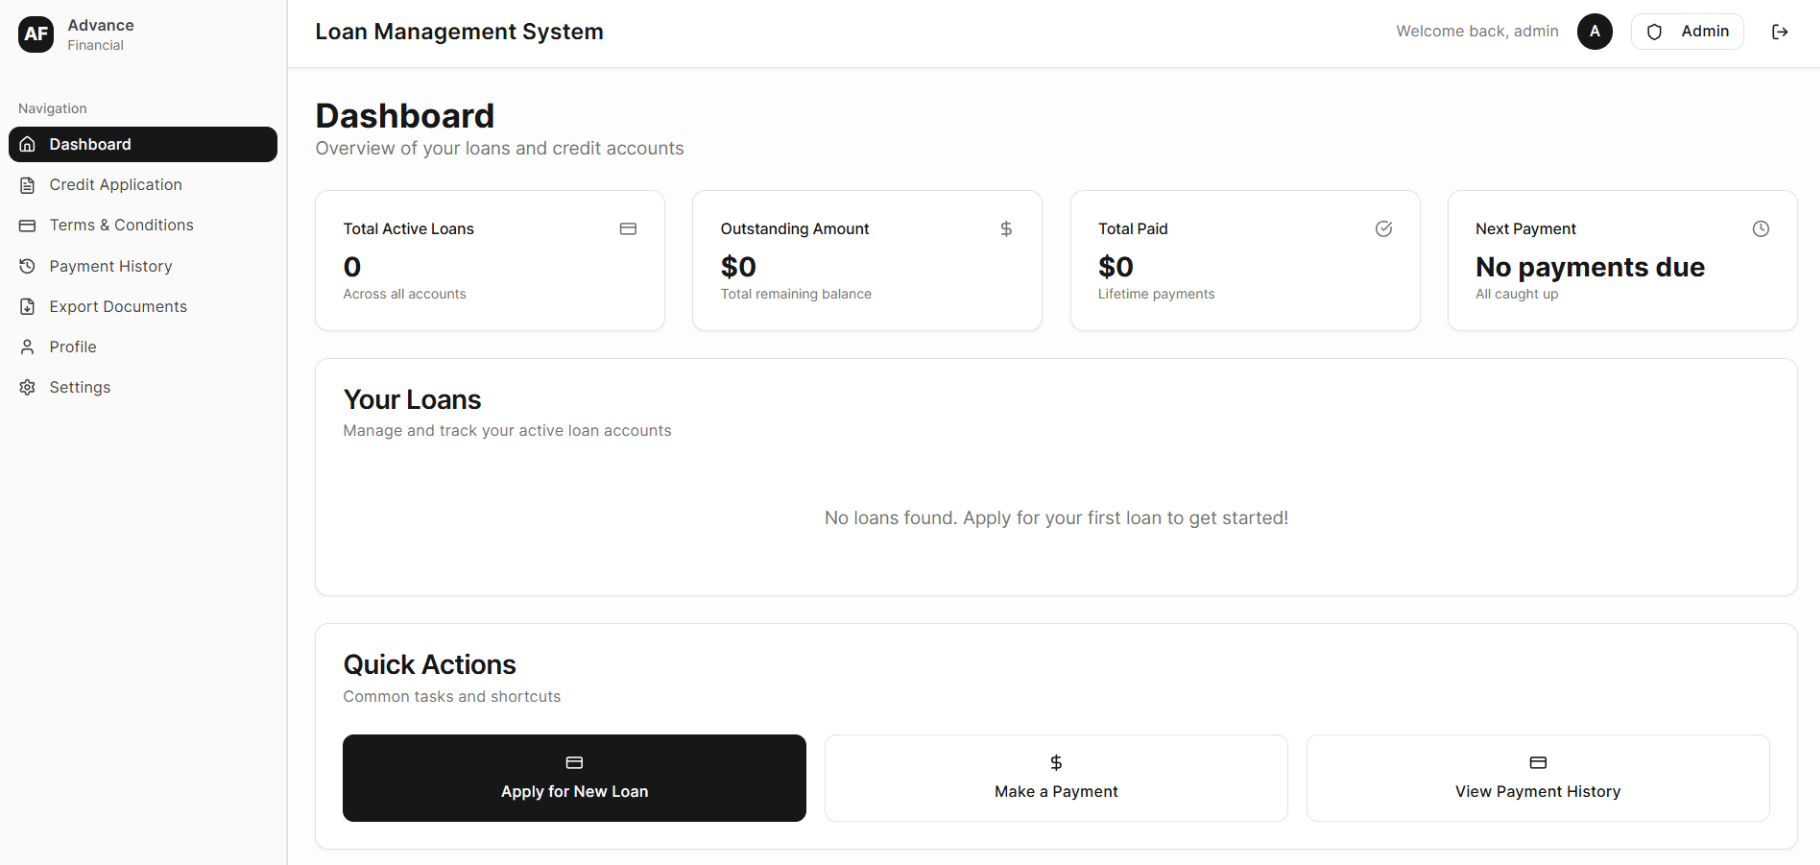 AF
Advance
Financial
Navigation
Dashboard
Credit Application
Terms & Conditions
Payment History
Export Documents
Profile
Settings
Loan Management System
Welcome back, admin
A
Admin
Dashboard
Overview of your loans and credit accounts
Total Active Loans
0
Across all accounts
Outstanding Amount
$0
Total remaining balance
Total Paid
$0
Lifetime payments
Next Payment
No payments due
All caught up
Your Loans
Manage and track your active loan accounts
No loans found. Apply for your first loan to get started!
Quick Actions
Common tasks and shortcuts
Apply for New Loan
Make a Payment
View Payment History